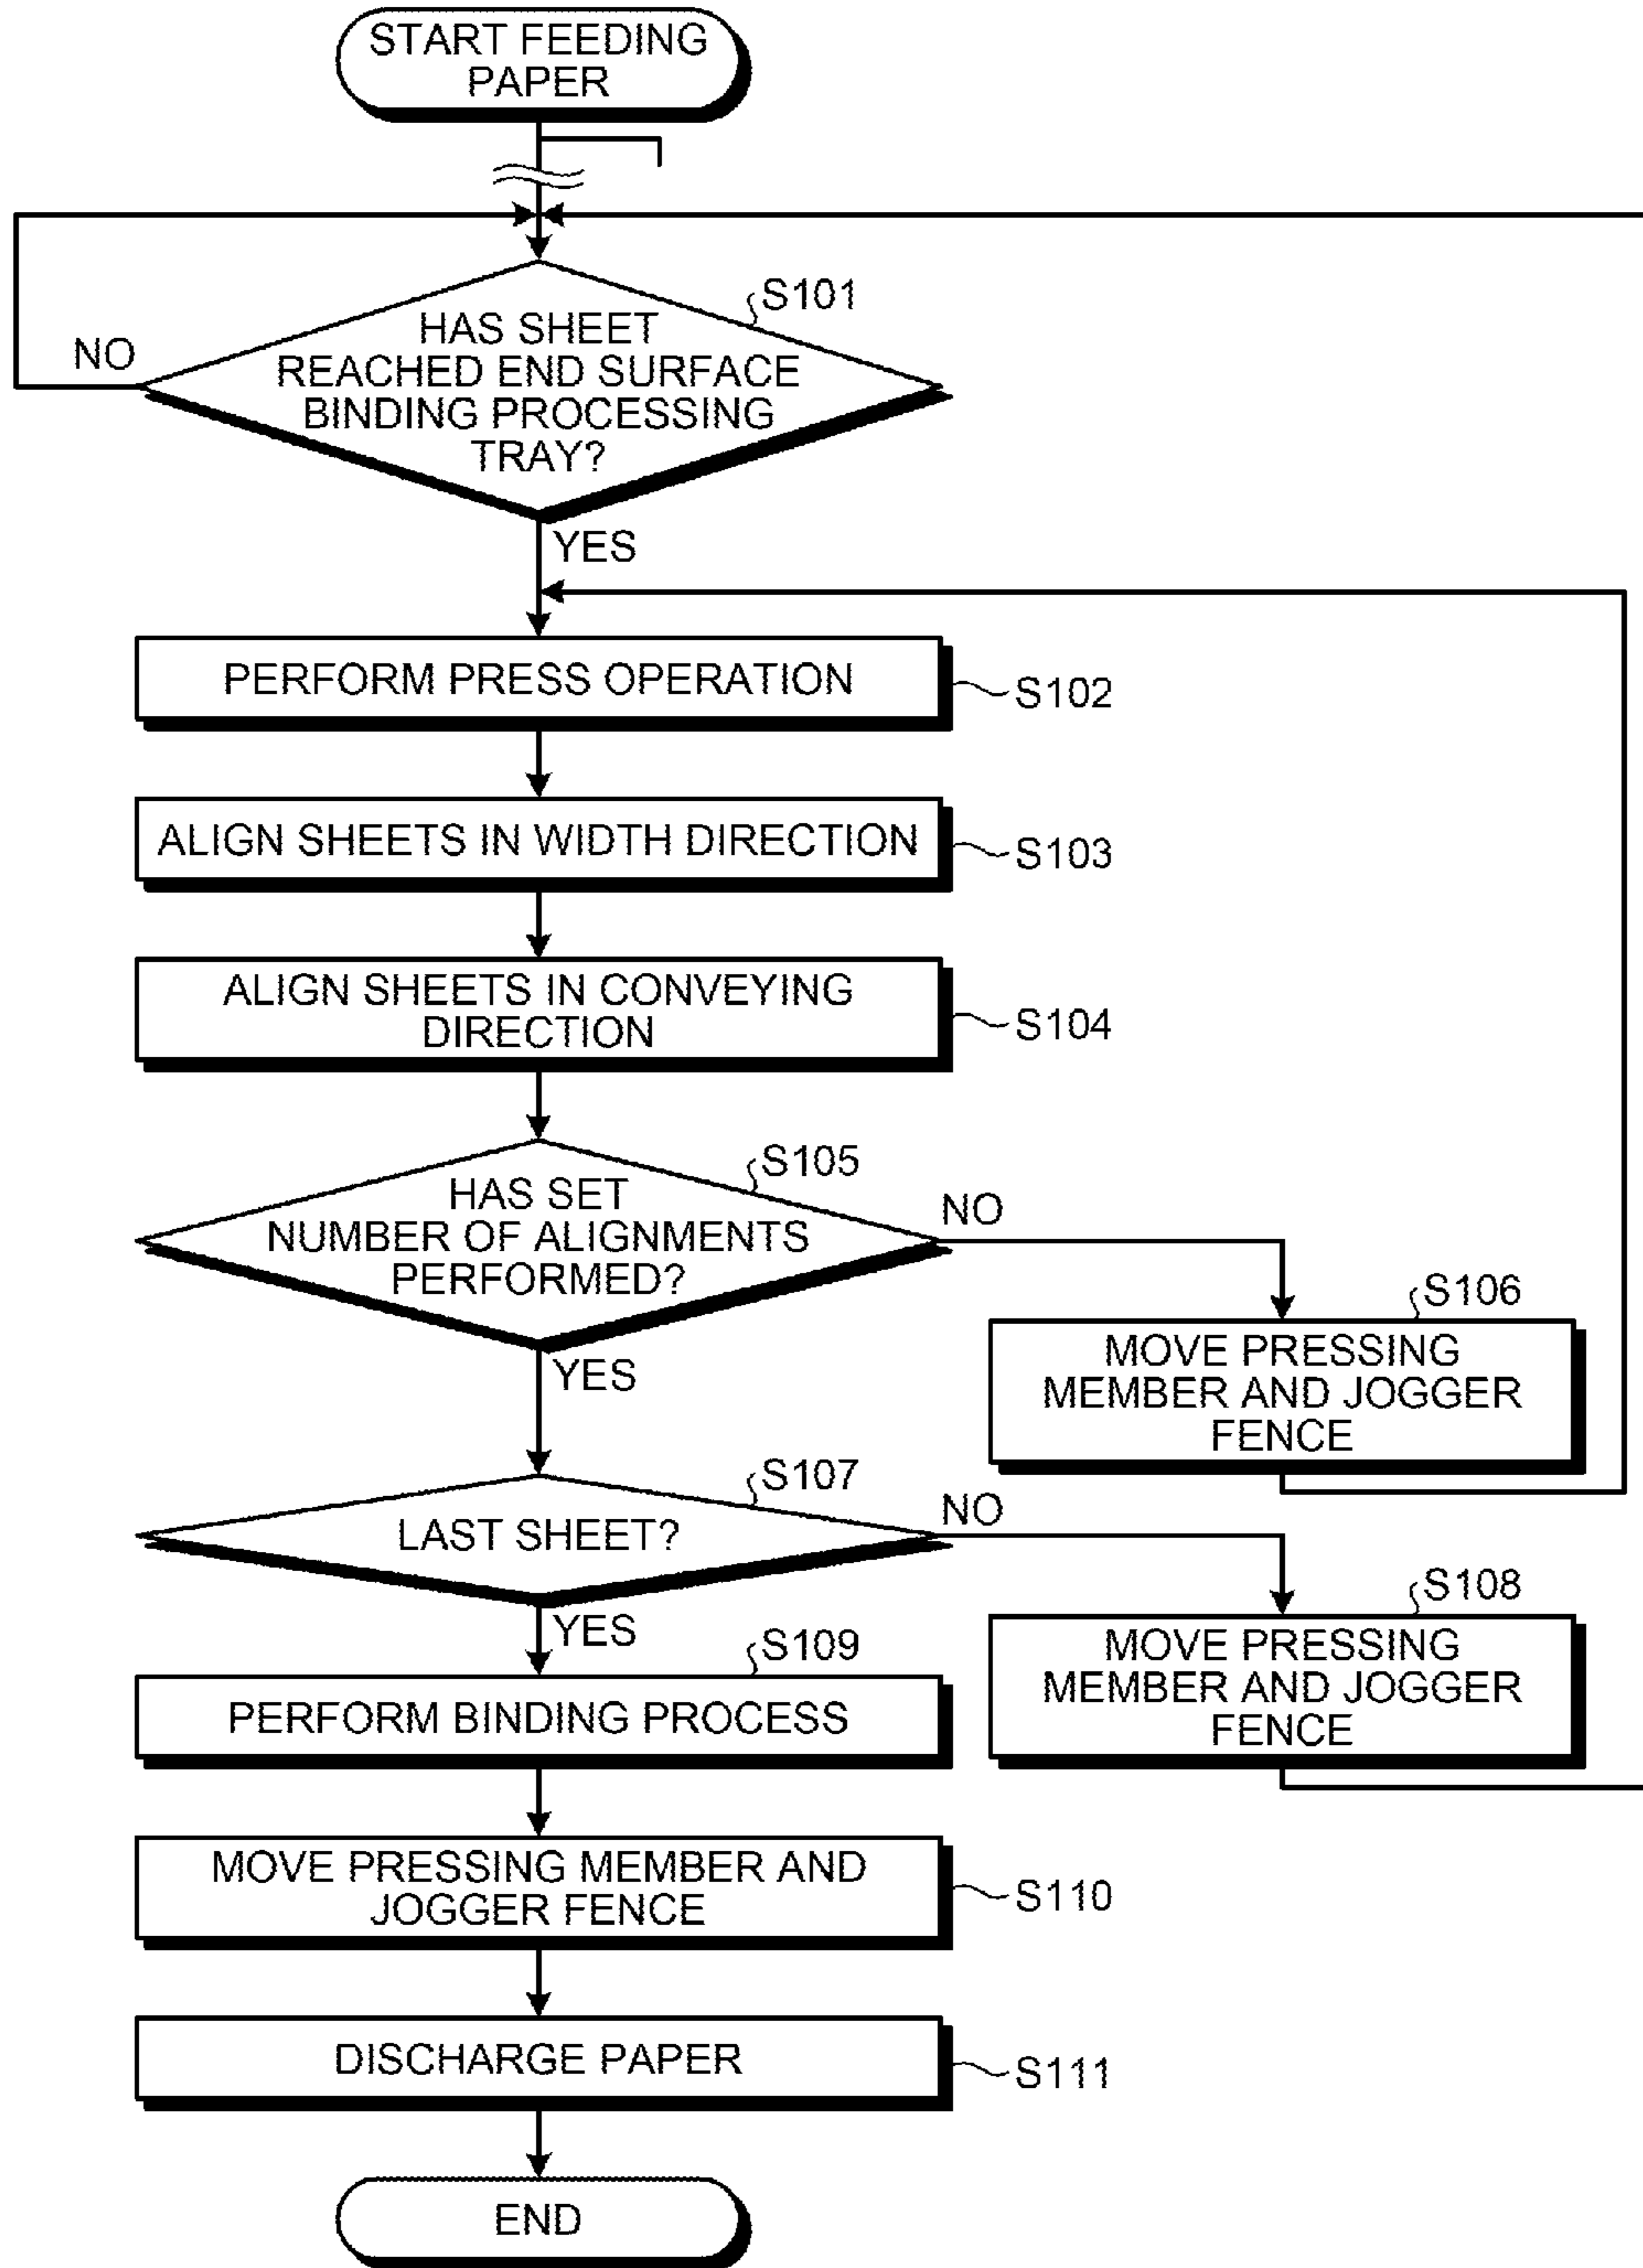 START FEEDING
PAPER
S101
HAS SHEET
REACHED END SURFACE
BINDING PROCESSING
TRAY?
NO
YES
PERFORM PRESS OPERATION
S102
ALIGN SHEETS IN WIDTH DIRECTION
S103
ALIGN SHEETS IN CONVEYING
DIRECTION
S104
S105
HAS SET
NUMBER OF ALIGNMENTS
PERFORMED?
NO
YES
S106
MOVE PRESSING
MEMBER AND JOGGER
FENCE
S107
LAST SHEET?
NO
YES
S108
MOVE PRESSING
MEMBER AND JOGGER
FENCE
S109
PERFORM BINDING PROCESS
MOVE PRESSING MEMBER AND
JOGGER FENCE
S110
DISCHARGE PAPER
S111
END